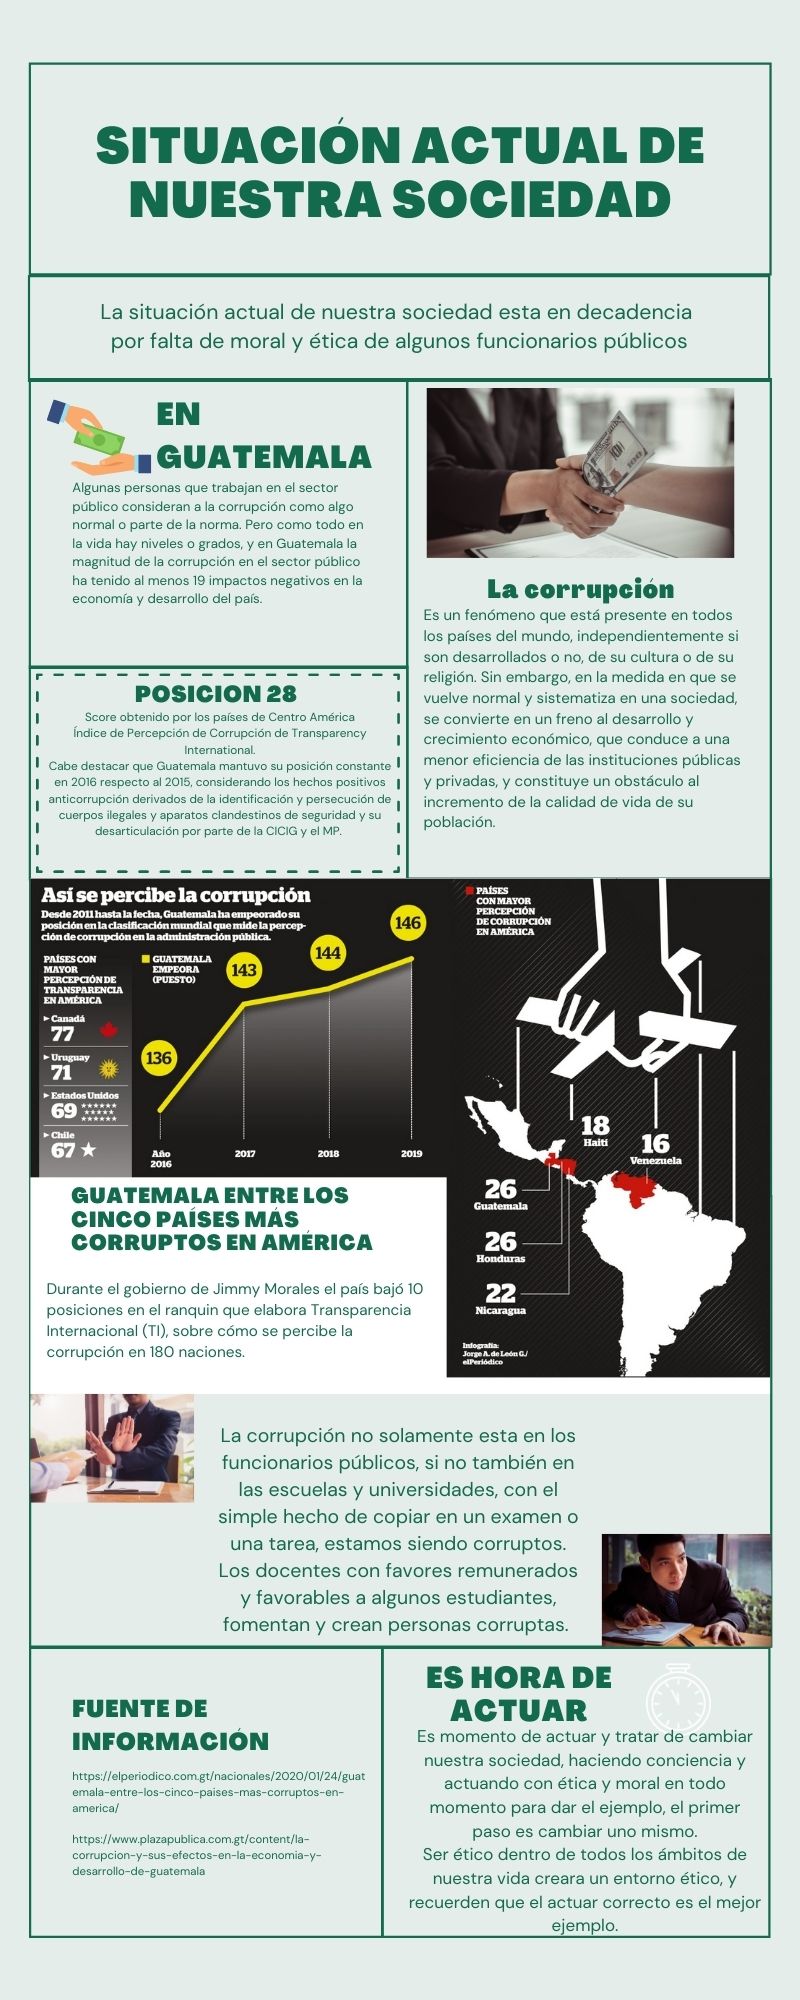 SITUACIÓN ACTUAL DE
NUESTRA SOCIEDAD
La situación actual de nuestra sociedad esta en decadencia
por falta de moral y ética de algunos funcionarios públicos
EN
GUATEMALA
Algunas personas que trabajan en el sector
público consideran a la corrupción como algo
normal o parte de la norma. Pero como todo en
la vida hay niveles o grados, y en Guatemala la
magnitud de la corrupción en el sector público
ha tenido al menos 19 impactos negativos en la
economía y desarrollo del país.
100
La corrupción
Es un fenómeno que está presente en todos
los países del mundo, independientemente si
son desarrollados o no, de su cultura o de su
religión. Sin embargo, en la medida en que se
vuelve normal y sistematiza en una sociedad,
se convierte en un freno al desarrollo y
crecimiento económico, que conduce a una
menor eficiencia de las instituciones públicas
y privadas, y constituye un obstáculo al
incremento de la calidad de vida de su
población.
POSICION 28
Score obtenido por los países de Centro América
Índice de Percepción de Corrupción de Transparency
International.
Cabe destacar que Guatemala mantuvo su posición constante
en 2016 respecto al 2015, considerando los hechos positivos
anticorrupción derivados de la identificación y persecución de
cuerpos ilegales y aparatos clandestinos de seguridad y su
desarticulación por parte de la CICIG y el MP.
Así se percibe la corrupción
Desde 2011 hasta la fecha, Guatemala ha empeorado su
posición en la clasificación mundial que mide la percep-
ción de corrupción en la administración pública.
PAÍSES CON
MAYOR
PERCEPCIÓN DE
TRANSPARENCIA
EN AMÉRICA
Canadá
77
Uruguay
71
Estados Unidos
69
Chile
67
GUATEMALA
EMPEORA
(PUESTO)
136
143
144
146
Año
2016
2017
2018
2019
PAÍSES
CON MAYOR
PERCEPCIÓN
DE CORRUPCIÓN
EN AMÉRICA
18
Haití
16
Venezuela
26
Guatemala
26
Honduras
22
Nicaragua
Infografía:
Jorge A. de León G./
elPeriódico
GUATEMALA ENTRE LOS
CINCO PAÍSES MÁS
CORRUPTOS EN AMÉRICA
Durante el gobierno de Jimmy Morales el país bajó 10
posiciones en el ranquin que elabora Transparencia
Internacional (TI), sobre cómo se percibe la
corrupción en 180 naciones.
La corrupción no solamente esta en los
funcionarios públicos, si no también en
las escuelas y universidades, con el
simple hecho de copiar en un examen o
una tarea, estamos siendo corruptos.
Los docentes con favores remunerados
y favorables a algunos estudiantes,
fomentan y crean personas corruptas.
FUENTE DE
INFORMACIÓN
https://elperiodico.com.gt/nacionales/2020/01/24/guat
emala-entre-los-cinco-paises-mas-corruptos-en-
america/
https://www.plazapublica.com.gt/content/la-
corrupcion-y-sus-efectos-en-la-economia-y-
desarrollo-de-guatemala
ES HORA DE
ACTUAR
Es momento de actuar y tratar de cambiar
nuestra sociedad, haciendo conciencia y
actuando con ética y moral en todo
momento para dar el ejemplo, el primer
paso es cambiar uno mismo.
Ser ético dentro de todos los ámbitos de
nuestra vida creara un entorno ético, y
recuerden que el actuar correcto es el mejor
ejemplo.